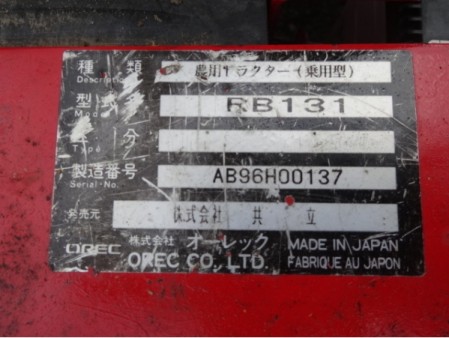 種類 農用トラクター(乗用型)
Description
型式名 RB131
Model
区分
Type
製造番号 AB96H00137
Serial-No.
発売元 株式会社 共立
OREC 株式会社 オーレック MADE IN JAPAN
OREC CO., LTD. FABRIQUE AU JAPON